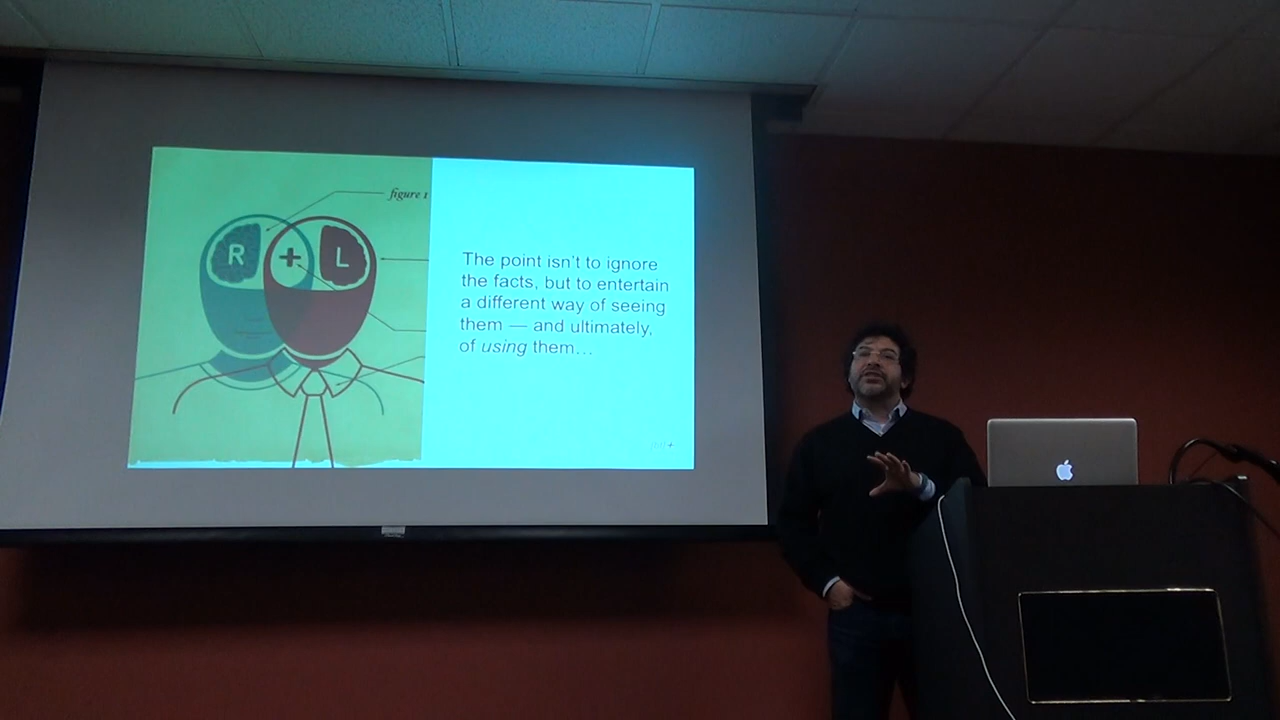 figure 1
R
+
L
The point isn't to ignore
the facts, but to entertain
a different way of seeing
them — and ultimately,
of using them…